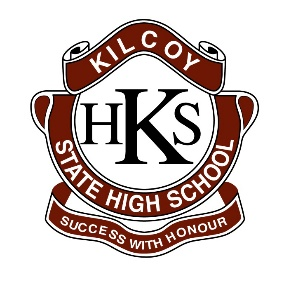 KILCOY
HKS
STATE HIGH SCHOOL
SUCCESS WITH HONOUR